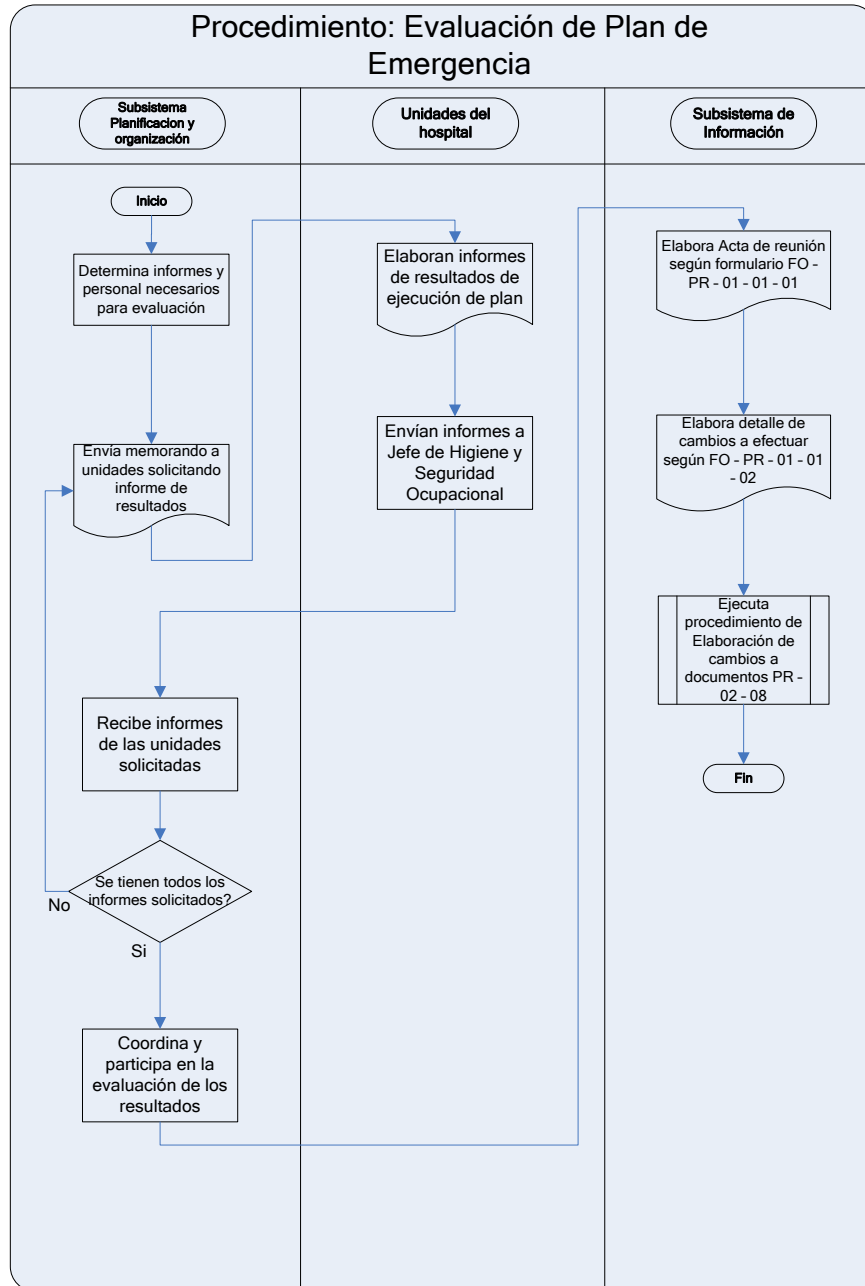 Procedimiento: Evaluación de Plan de
Emergencia
Subsistema
Planificacion y
organización
Unidades del
hospital
Subsistema de
Información
Inicio
Determina informes y
personal necesarios
para evaluación
Envía memorando a
unidades solicitando
informe de
resultados
Elaboran informes
de resultados de
ejecución de plan
Envían informes a
Jefe de Higiene y
Seguridad
Ocupacional
Recibe informes
de las unidades
solicitadas
Se tienen todos los
informes solicitados?
No
Si
Coordina y
participa en la
evaluación de los
resultados
Elabora Acta de reunión
según formulario FO –
PR – 01 – 01 – 01
Elabora detalle de
cambios a efectuar
según FO – PR – 01 – 01
– 02
Ejecuta
procedimiento de
Elaboración de
cambios a
documentos PR –
02 – 08
Fin